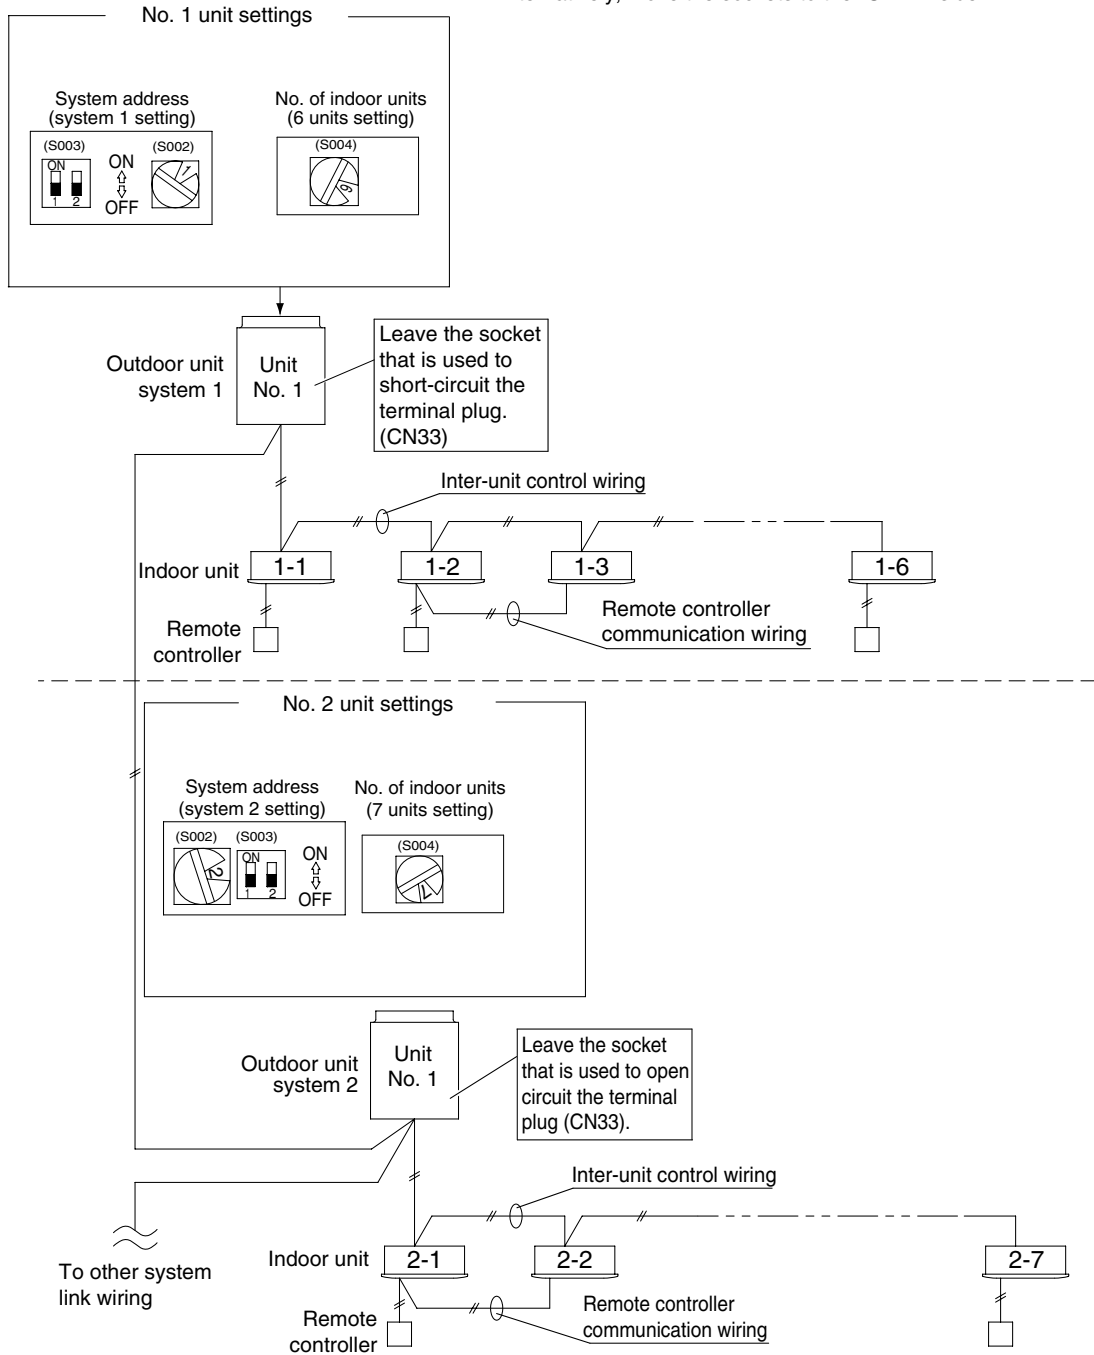 No. 1 unit settings
System address
(system 1 setting)
No. of indoor units
(6 units setting)
(S003)
(S002)
(S004)
ON
1 2
ON
OFF
1
6
Outdoor unit
system 1
Unit
No. 1
Leave the socket
that is used to
short-circuit the
terminal plug.
(CN33)
Inter-unit control wiring
Indoor unit
1-1
1-2
1-3
1-6
Remote
controller
Remote controller
communication wiring
No. 2 unit settings
System address
(system 2 setting)
No. of indoor units
(7 units setting)
(S002)
(S003)
(S004)
2
ON
1 2
ON
OFF
7
Outdoor unit
system 2
Unit
No. 1
Leave the socket
that is used to open
circuit the terminal
plug (CN33).
Inter-unit control wiring
Indoor unit
2-1
2-2
2-7
To other system
link wiring
Remote
controller
Remote controller
communication wiring